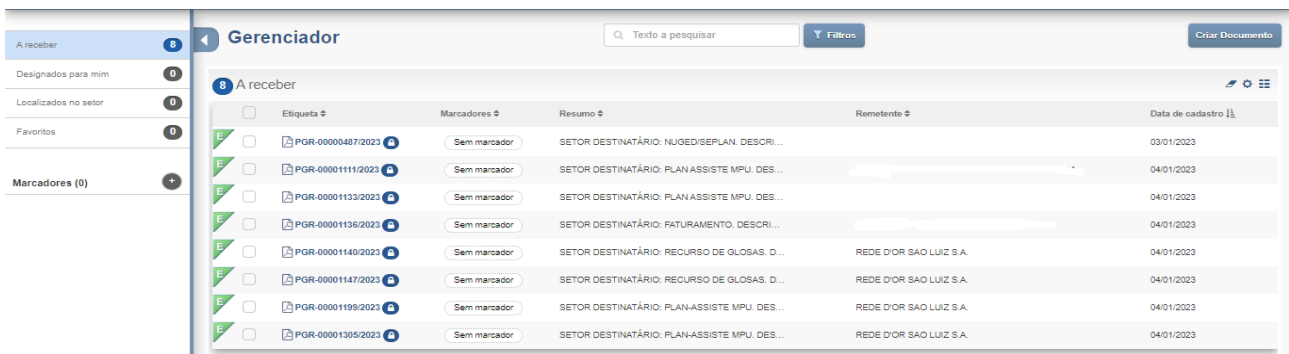 A receber 8
Designados para mim 0
Localizados no setor 0
Favoritos 0
Marcadores (0) +
Gerenciador Texto a pesquisar Filtros Criar Documento
8 A receber
Etiqueta Marcadores Resumo Remetente Data de cadastro
E PGR-00000487/2023 Sem marcador SETOR DESTINATÁRIO: NUGED/SEPLAN. DESCRI... 03/01/2023
E PGR-00001111/2023 Sem marcador SETOR DESTINATÁRIO: PLAN ASSISTE MPU. DES... 04/01/2023
E PGR-00001133/2023 Sem marcador SETOR DESTINATÁRIO: PLAN ASSISTE MPU. DES... 04/01/2023
E PGR-00001136/2023 Sem marcador SETOR DESTINATÁRIO: FATURAMENTO. DESCRI... 04/01/2023
E PGR-00001140/2023 Sem marcador SETOR DESTINATÁRIO: RECURSO DE GLOSAS. D... REDE D'OR SAO LUIZ S.A. 04/01/2023
E PGR-00001147/2023 Sem marcador SETOR DESTINATÁRIO: RECURSO DE GLOSAS. D... REDE D'OR SAO LUIZ S.A. 04/01/2023
E PGR-00001199/2023 Sem marcador SETOR DESTINATÁRIO: PLAN-ASSISTE MPU. DES... REDE D'OR SAO LUIZ S.A. 04/01/2023
E PGR-00001305/2023 Sem marcador SETOR DESTINATÁRIO: PLAN-ASSISTE MPU. DES... REDE D'OR SAO LUIZ S.A. 04/01/2023